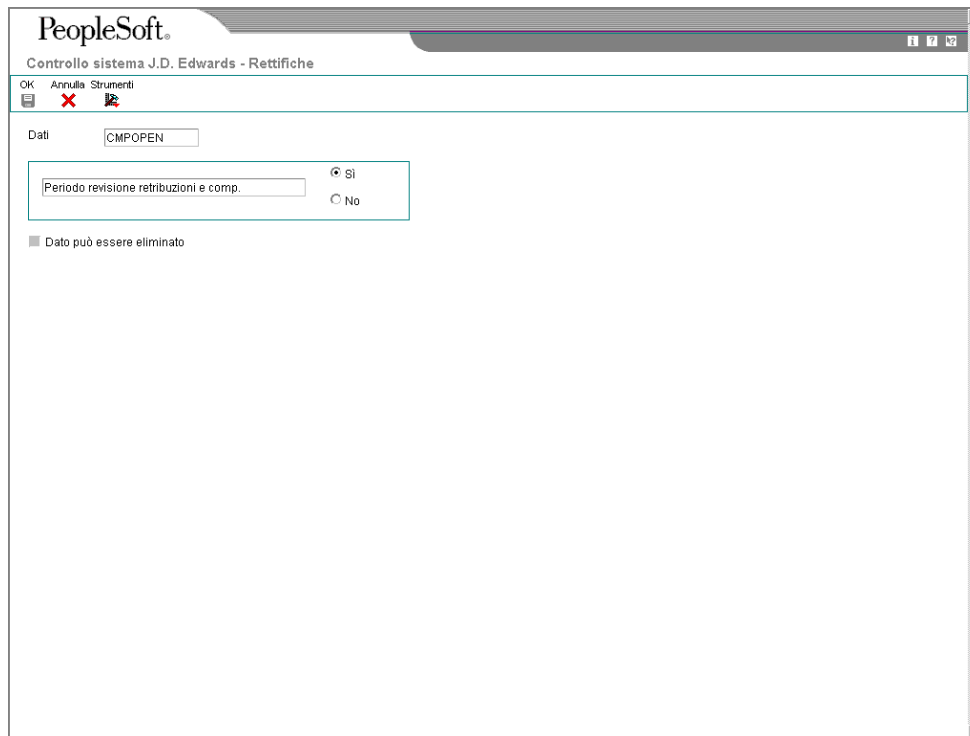 PeopleSoft®
Controllo sistema J.D. Edwards - Rettifiche
OK Annulla Strumenti
Dati CMPOPEN
Periodo revisione retribuzioni e comp.
Sì
No
Dato può essere eliminato